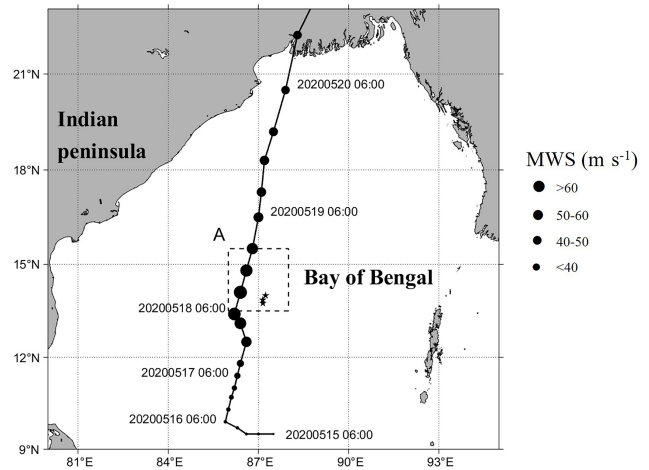 21°N
20200520 06:00
Indian
peninsula
MWS (m s-1)
>60
18°N
50-60
20200519 06:00
A
40-50
<40
15°N
Bay of Bengal
20200518 06:00
12°N
20200517 06:00
20200516 06:00
20200515 06:00
9°N
81°E
84°E
87°E
90°E
93°E